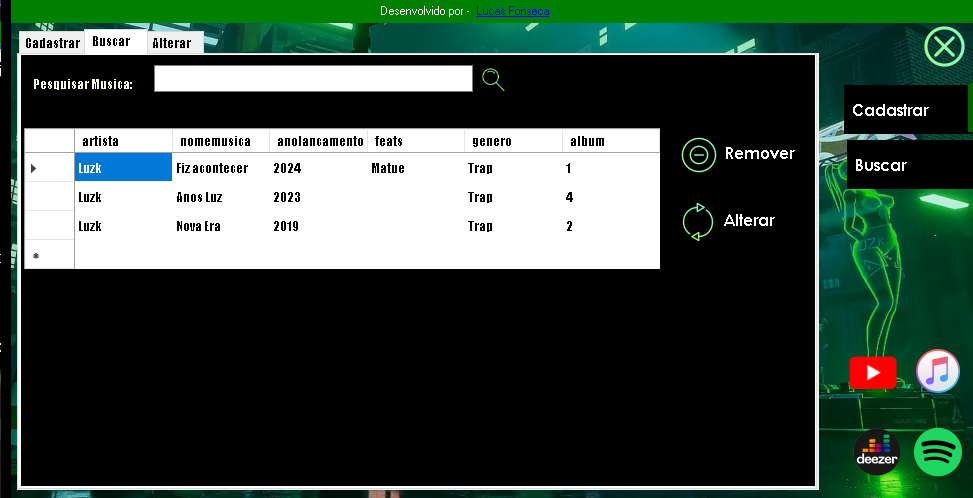 Desenvolvido por - Lucas Fonseca
Cadastrar Buscar Alterar
Pesquisar Musica:
Cadastrar
Buscar
artista nomemusica anolancamento feats genero album
Luzk Fiz acontecer 2024 Matue Trap 1
Luzk Anos Luz 2023 Trap 4
Luzk Nova Era 2019 Trap 2
Remover
Alterar
deezer